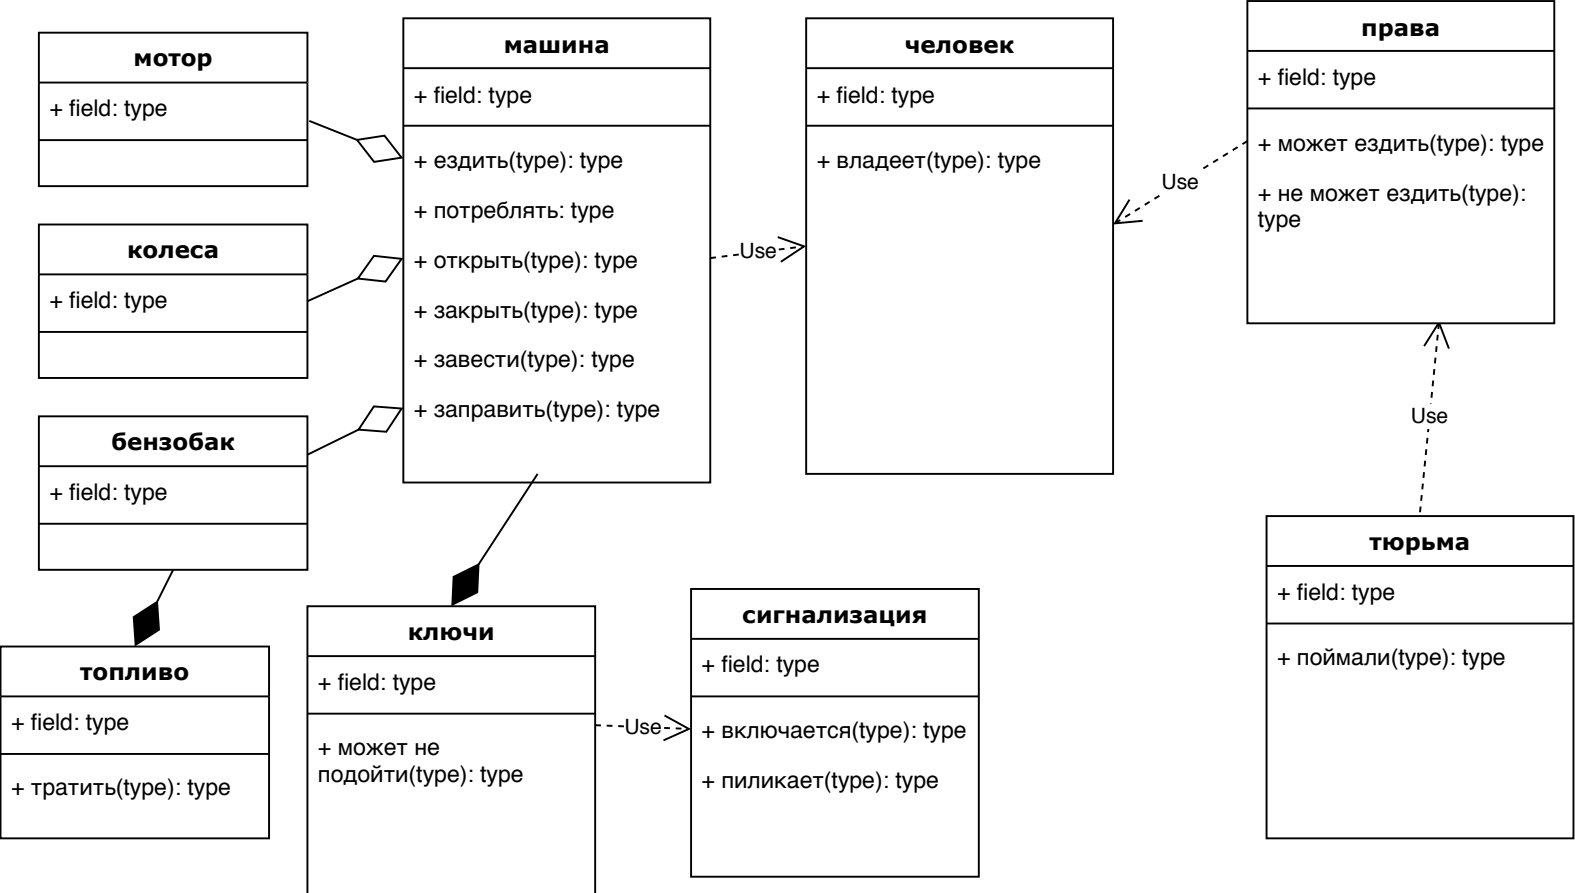 мотор
+ field: type
колеса
+ field: type
бензобак
+ field: type
топливо
+ field: type
+ тратить(type): type
машина
+ field: type
+ ездить(type): type
+ потреблять: type
+ открыть(type): type
+ закрыть(type): type
+ завести(type): type
+ заправить(type): type
Use
человек
+ field: type
+ владеет(type): type
Use
права
+ field: type
+ может ездить(type): type
+ не может ездить(type):
type
Use
тюрьма
+ field: type
+ поймали(type): type
ключи
+ field: type
+ может не
подойти(type): type
Use
сигнализация
+ field: type
+ включается(type): type
+ пиликает(type): type